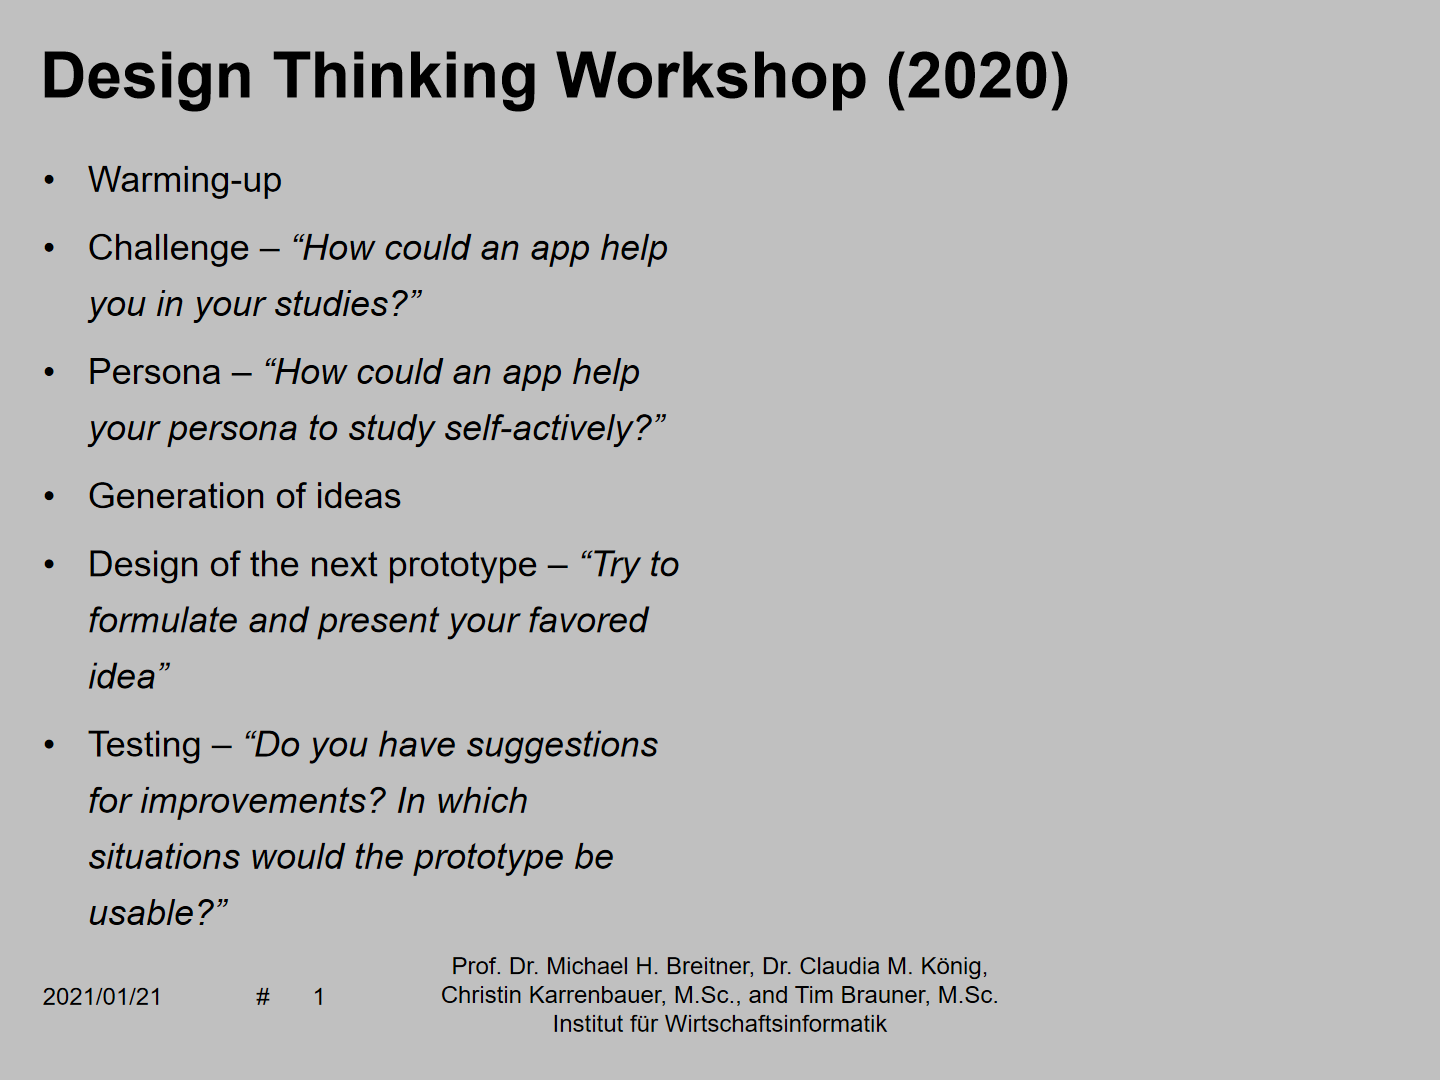 Design Thinking Workshop (2020)
• Warming-up
• Challenge – “How could an app help
you in your studies?”
• Persona – “How could an app help
your persona to study self-actively?”
• Generation of ideas
• Design of the next prototype – “Try to
formulate and present your favored
idea”
• Testing – “Do you have suggestions
for improvements? In which
situations would the prototype be
usable?”
2021/01/21 # 1
Prof. Dr. Michael H. Breitner, Dr. Claudia M. König,
Christin Karrenbauer, M.Sc., and Tim Brauner, M.Sc.
Institut für Wirtschaftsinformatik